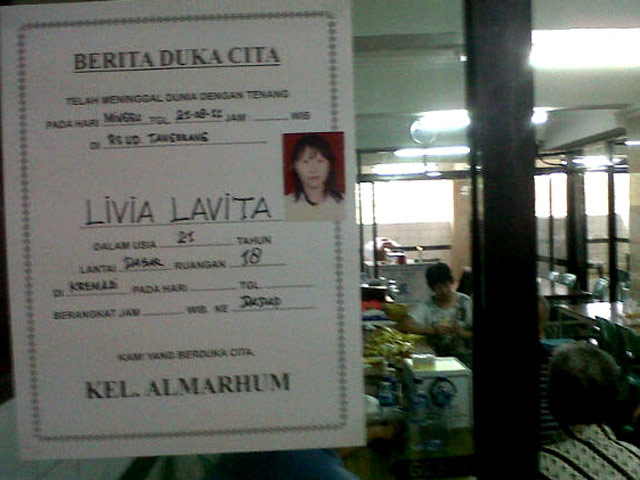 BERITA DUKA CITA
TELAH MENINGGAL DUNIA DENGAN TENANG
PADA HARI MINGGU TGL. JAM WIB
DI RSUD. TANGERANG
LIVIA LAVITA
DALAM USIA 21 TAHUN
LANTAI DASAR RUANGAN 18
DI KREMASI PADA HARI TGL
BERANGKAT JAM WIB. KE
KAMI YANG BERDUKA CITA,
KEL. ALMARHUM